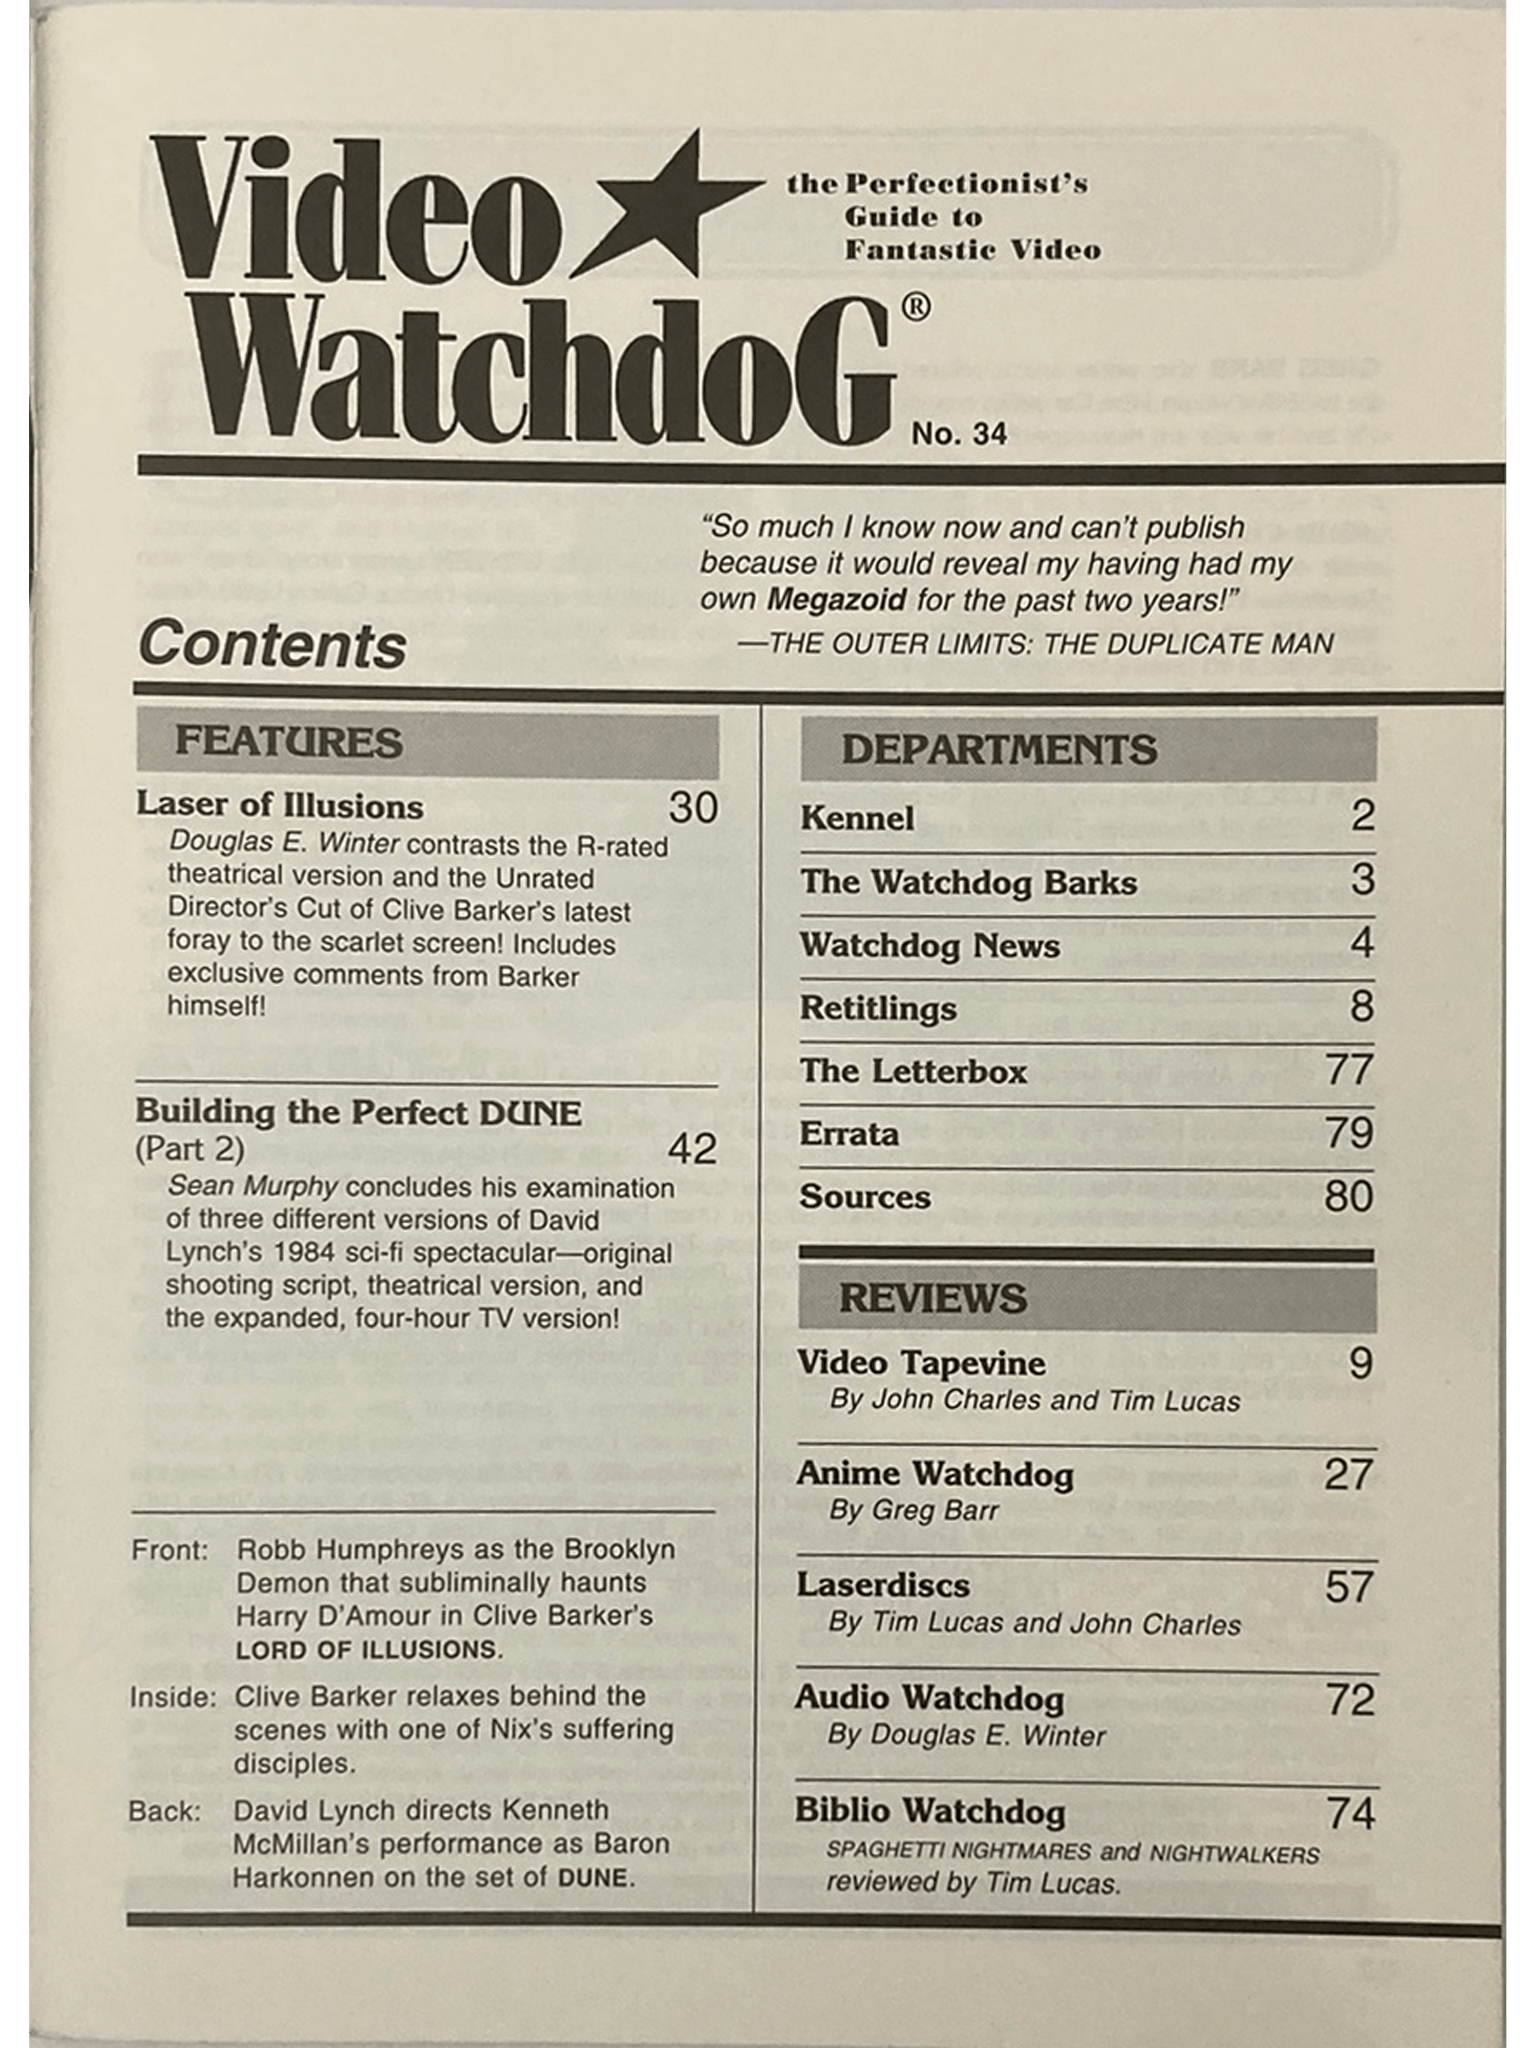 Video ★ WatchdoG®
the Perfectionist's
Guide to
Fantastic Video
No. 34
“So much I know now and can't publish
because it would reveal my having had my
own Megazoid for the past two years!”
—THE OUTER LIMITS: THE DUPLICATE MAN
Contents
FEATURES
Laser of Illusions 30
Douglas E. Winter contrasts the R-rated
theatrical version and the Unrated
Director's Cut of Clive Barker's latest
foray to the scarlet screen! Includes
exclusive comments from Barker
himself!
Building the Perfect DUNE
(Part 2) 42
Sean Murphy concludes his examination
of three different versions of David
Lynch's 1984 sci-fi spectacular—original
shooting script, theatrical version, and
the expanded, four-hour TV version!
Front: Robb Humphreys as the Brooklyn
Demon that subliminally haunts
Harry D'Amour in Clive Barker's
LORD OF ILLUSIONS.
Inside: Clive Barker relaxes behind the
scenes with one of Nix's suffering
disciples.
Back: David Lynch directs Kenneth
McMillan's performance as Baron
Harkonnen on the set of DUNE.
DEPARTMENTS
Kennel 2
The Watchdog Barks 3
Watchdog News 4
Retitlings 8
The Letterbox 77
Errata 79
Sources 80
REVIEWS
Video Tapevine 9
By John Charles and Tim Lucas
Anime Watchdog 27
By Greg Barr
Laserdiscs 57
By Tim Lucas and John Charles
Audio Watchdog 72
By Douglas E. Winter
Biblio Watchdog 74
SPAGHETTI NIGHTMARES and NIGHTWALKERS
reviewed by Tim Lucas.